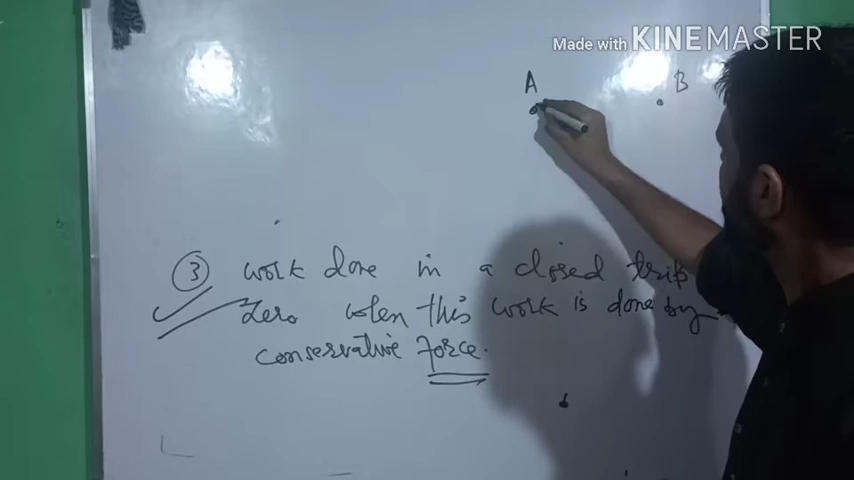 Made with KINEMASTER
A B
③ work done in a closed trip
zero when this work is done by
conservative force.